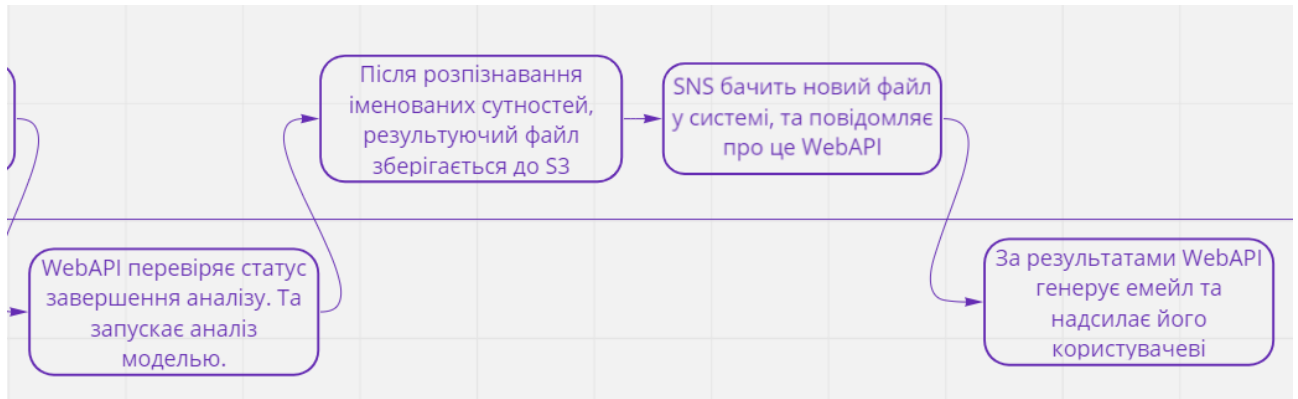 Після розпізнавання
іменованих сутностей,
результуючий файл
зберігається до S3
SNS бачить новий файл
у системі, та повідомляє
про це WebAPI
WebAPI перевіряє статус
завершення аналізу. Та
запускає аналіз
моделью.
За результатами WebAPI
генерує емейл та
надсилає його
користувачеві